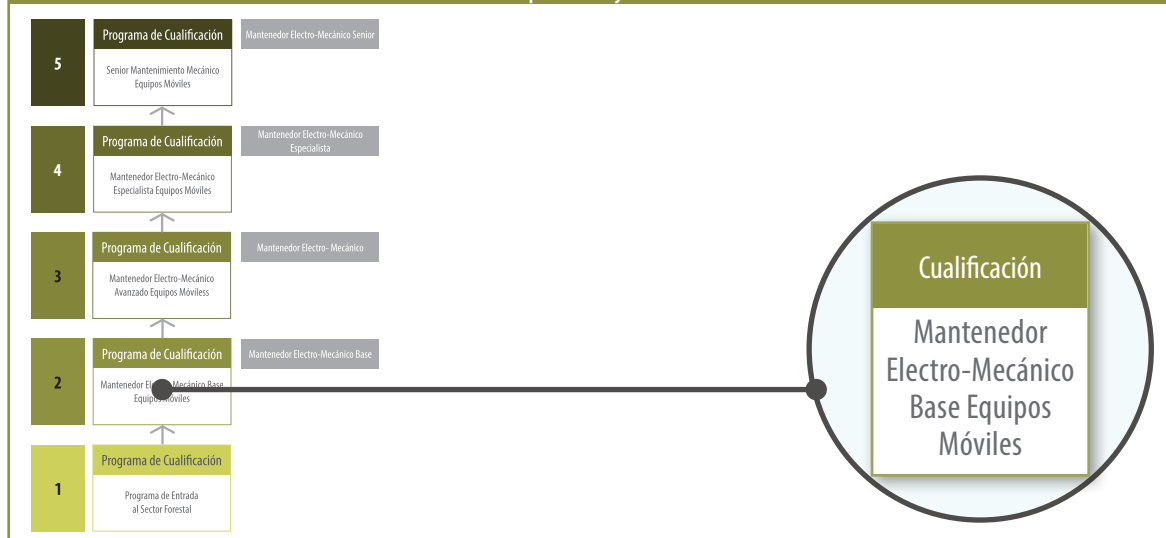 5
Programa de Cualificación
Mantenedor Electro-Mecánico Senior
Senior Mantenimiento Mecánico
Equipos Móviles
4
Programa de Cualificación
Mantenedor Electro-Mecánico
Especialista
Mantenedor Electro-Mecánico
Especialista Equipos Móviles
3
Programa de Cualificación
Mantenedor Electro- Mecánico
Mantenedor Electro-Mecánico
Avanzado Equipos Móviless
2
Programa de Cualificación
Mantenedor Electro-Mecánico Base
Mantenedor Electro-Mecánico Base
Equipos Móviles
1
Programa de Cualificación
Programa de Entrada
al Sector Forestal
Cualificación
Mantenedor
Electro-Mecánico
Base Equipos
Móviles